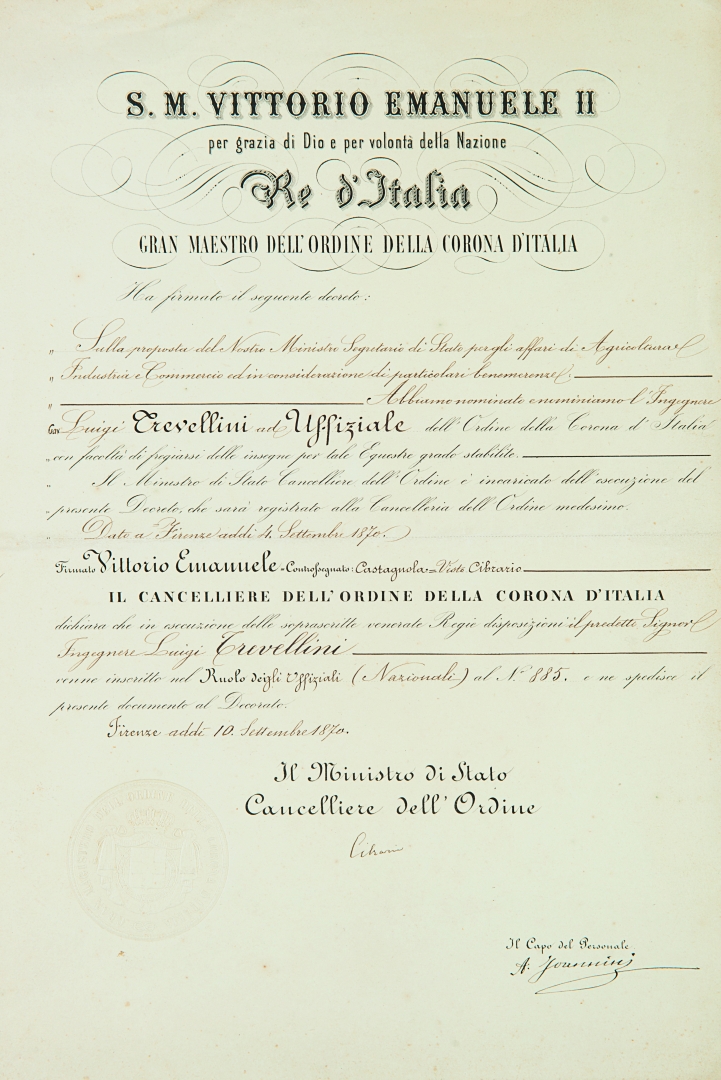 S. M. VITTORIO EMANUELE II
per grazia di Dio e per volontà della Nazione
Re d'Italia
GRAN MAESTRO DELL'ORDINE DELLA CORONA D'ITALIA
Ha firmato il seguente decreto:
„ Sulla proposta del Nostro Ministro Segretario di Stato per gli affari di Agricoltura
„ Industria e Commercio ed in considerazione di particolari benemerenze;
„ Abbiamo nominato e nominiamo l'Ingegnere
Cav. Luigi Trevellini ad Uffiziale dell'Ordine della Corona d'Italia
„ con facoltà di fregiarsi delle insegne per tale Equestre grado stabilite.
„ Il Ministro di Stato Cancelliere dell'Ordine è incaricato dell'esecuzione del
„ presente Decreto, che sarà registrato alla Cancelleria dell'Ordine medesimo.
„ Dato a Firenze addì 4. Settembre 1870.
Firmato Vittorio Emanuele - Controssegnato: Castagnola - Visto Cibrario
IL CANCELLIERE DELL'ORDINE DELLA CORONA D'ITALIA
dichiara che in esecuzione delle soprascritte venerate Regie disposizioni il predetto Signor
Ingegnere Luigi Trevellini
venne inscritto nel Ruolo degli Uffiziali (Nazionali) al N.° 885. e ne spedisce il
presente documento al Decorato.
Firenze addì 10. Settembre 1870.
Il Ministro di Stato
Cancelliere dell'Ordine
Cibrario
Il Capo del Personale